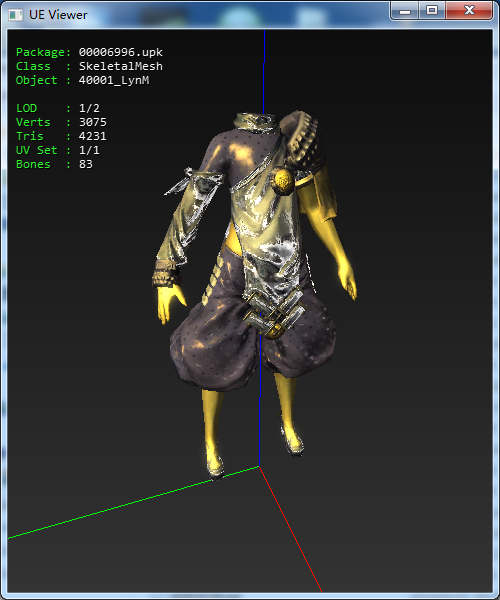 UE Viewer
Package: 00006996.upk
Class : SkeletalMesh
Object : 40001_LynM
LOD : 1/2
Verts : 3075
Tris : 4231
UV Set : 1/1
Bones : 83